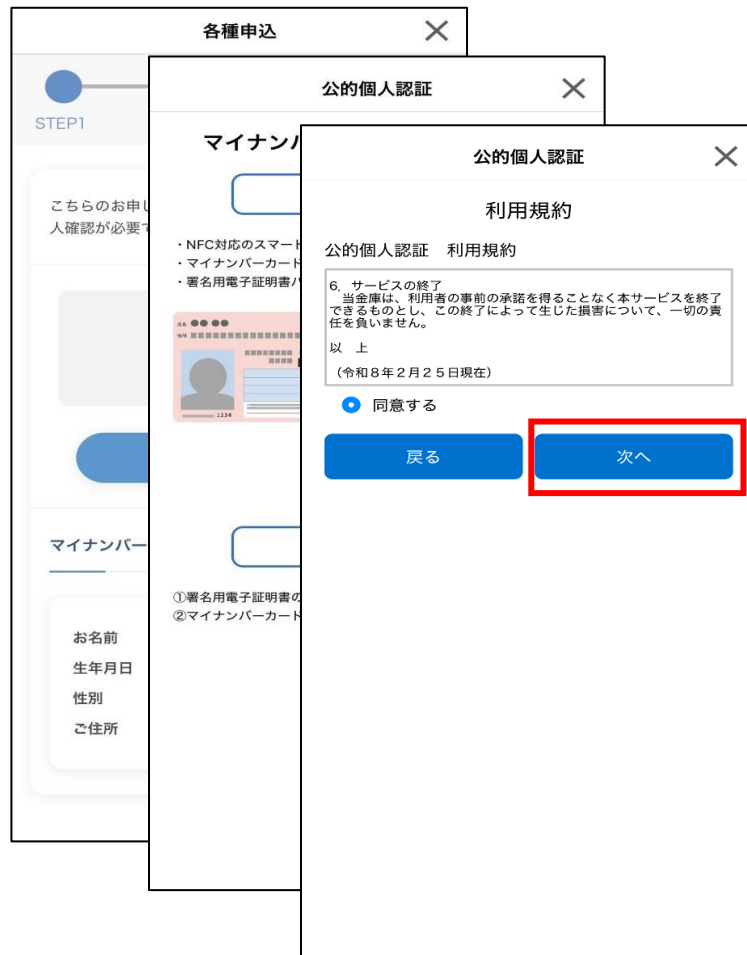 各種申込
STEP1
こちらのお申し
人確認が必要で
マイナンバー
お名前
生年月日
性別
ご住所
公的個人認証
マイナンバ
・NFC対応のスマート
・マイナンバーカード
・署名用電子証明書パ
氏名 ●● ●●
住所
1234
①署名用電子証明書の
②マイナンバーカード
公的個人認証
利用規約
公的個人認証 利用規約
6．サービスの終了
当金庫は、利用者の事前の承諾を得ることなく本サービスを終了
できるものとし、この終了によって生じた損害について、一切の責
任を負いません。
以 上
（令和８年２月２５日現在）
同意する
戻る
次へ